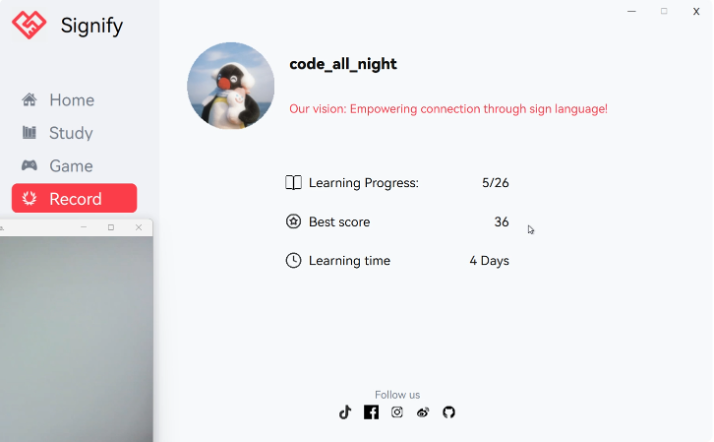 Signify
Home
Study
Game
Record
code_all_night
Our vision: Empowering connection through sign language!
Learning Progress: 5/26
Best score 36
Learning time 4 Days
Follow us